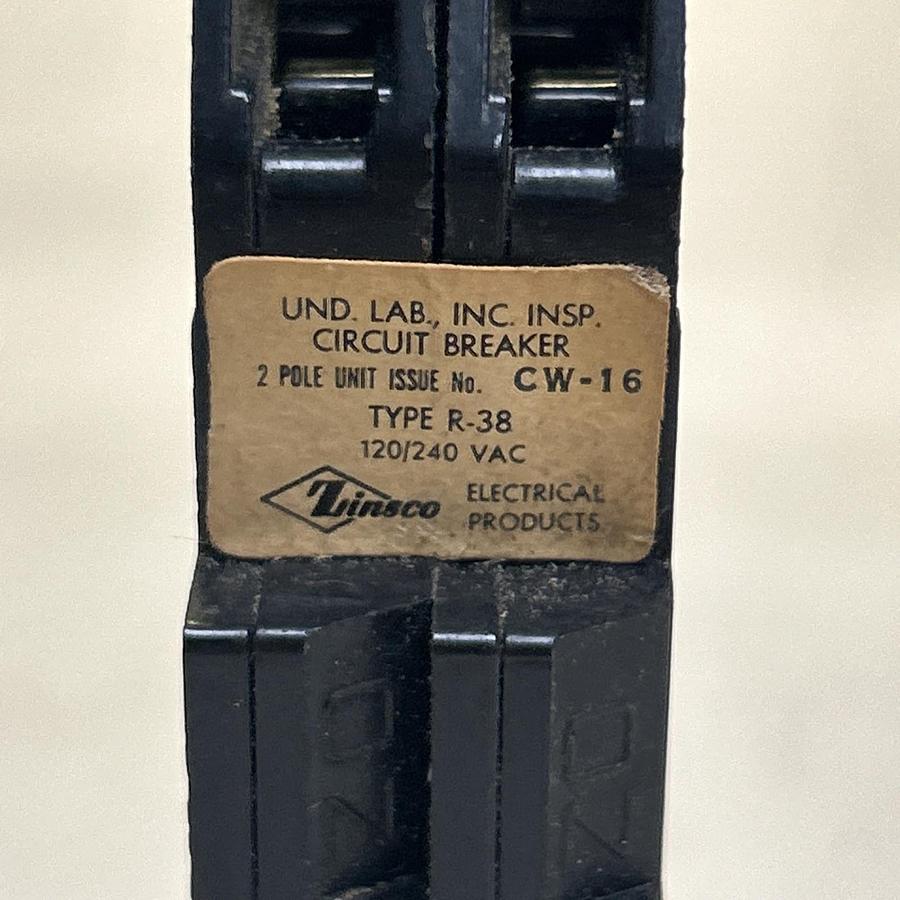 UND. LAB., INC. INSP.
CIRCUIT BREAKER
2 POLE UNIT ISSUE No. CW-16
TYPE R-38
120/240 VAC
Zinsco ELECTRICAL
PRODUCTS